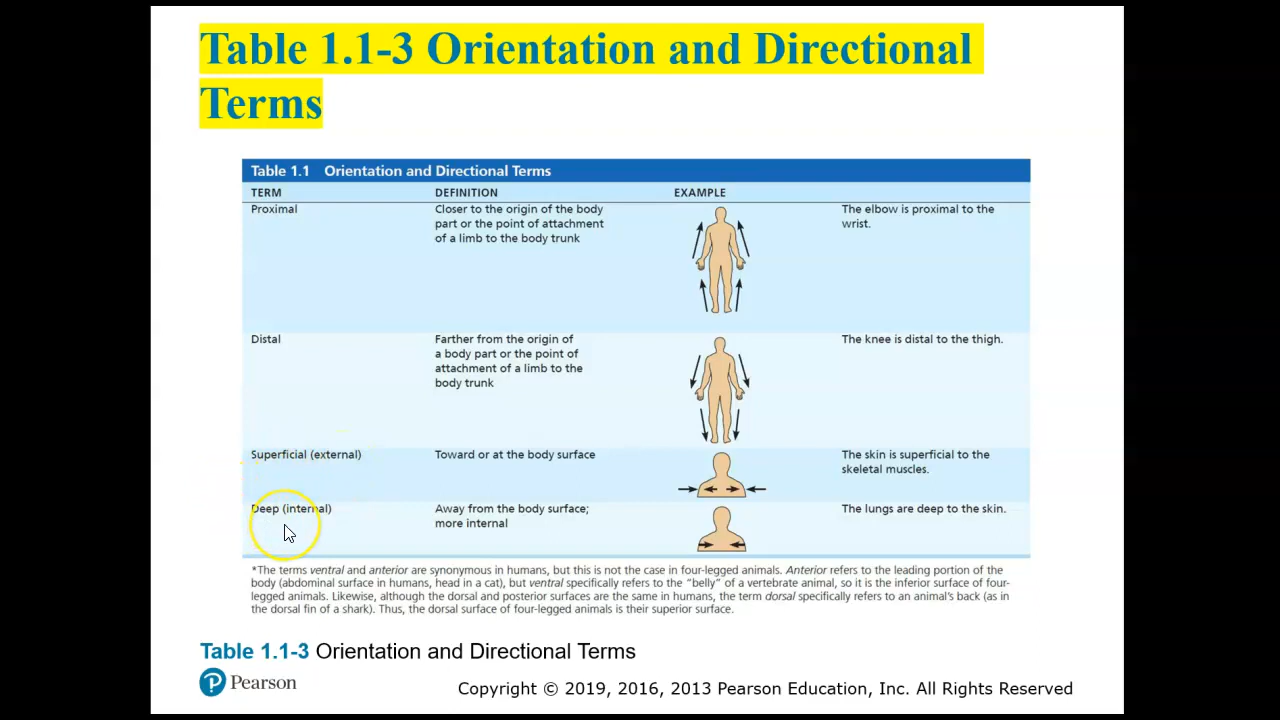 Table 1.1-3 Orientation and Directional
Terms
Table 1.1 Orientation and Directional Terms
TERM DEFINITION EXAMPLE
Proximal
Closer to the origin of the body
part or the point of attachment
of a limb to the body trunk
The elbow is proximal to the
wrist.
Distal
Farther from the origin of
a body part or the point of
attachment of a limb to the
body trunk
The knee is distal to the thigh.
Superficial (external)
Toward or at the body surface
The skin is superficial to the
skeletal muscles.
Deep (internal)
Away from the body surface;
more internal
The lungs are deep to the skin.
*The terms ventral and anterior are synonymous in humans, but this is not the case in four-legged animals. Anterior refers to the leading portion of the
body (abdominal surface in humans, head in a cat), but ventral specifically refers to the “belly” of a vertebrate animal, so it is the inferior surface of four-
legged animals. Likewise, although the dorsal and posterior surfaces are the same in humans, the term dorsal specifically refers to an animal’s back (as in
the dorsal fin of a shark). Thus, the dorsal surface of four-legged animals is their superior surface.
Table 1.1-3 Orientation and Directional Terms
P Pearson
Copyright © 2019, 2016, 2013 Pearson Education, Inc. All Rights Reserved